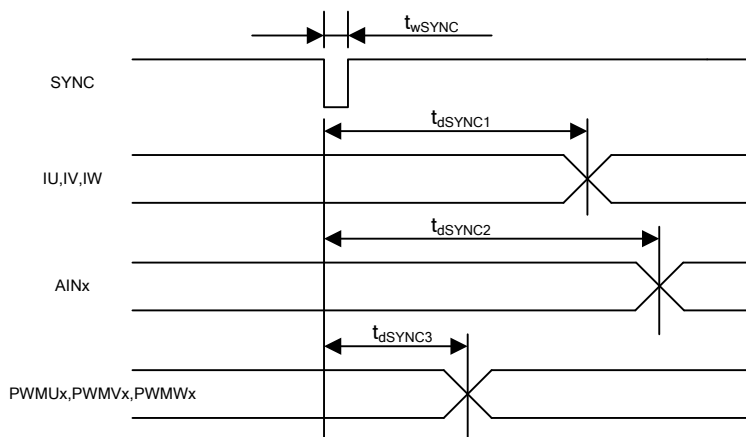 twSYNC
SYNC
tdSYNC1
IU,IV,IW
tdSYNC2
AINx
tdSYNC3
PWMUx,PWMVx,PWMWx